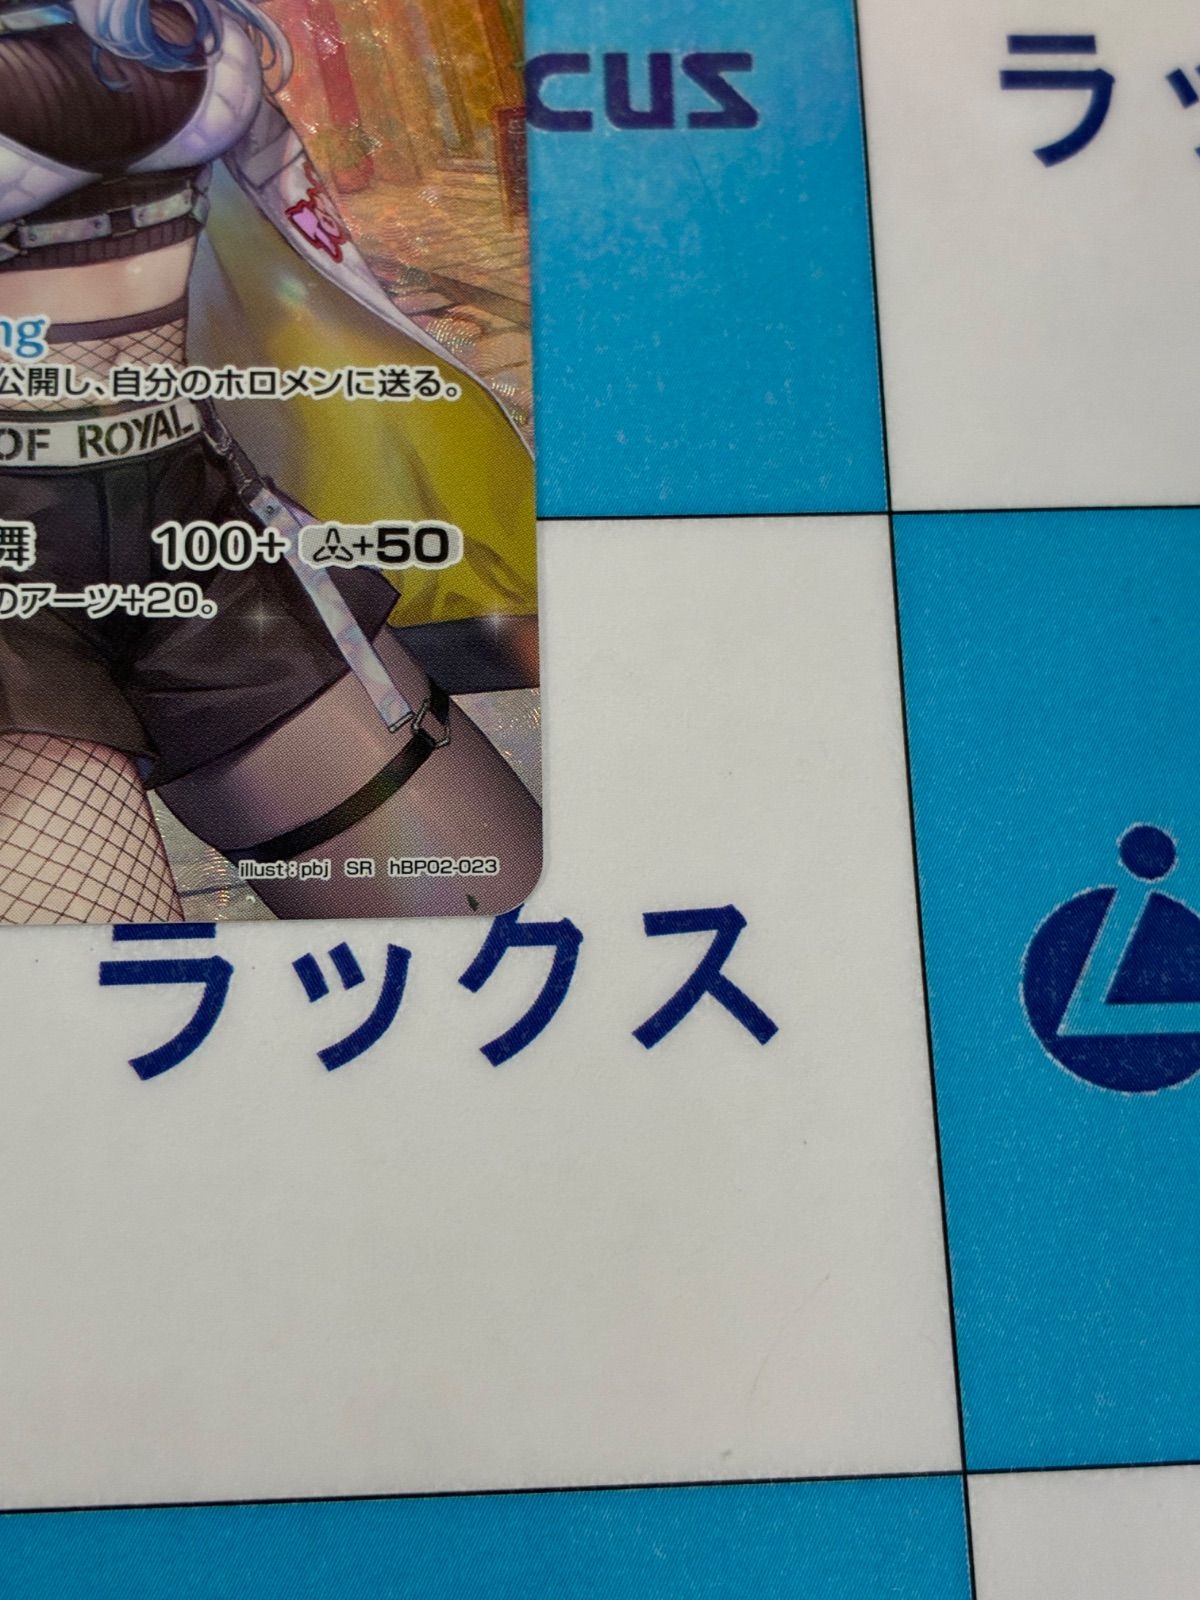 cus
ラッ
ng
公開し、自分のホロメンに送る。
OF ROYAL
舞 100+ +50
のアーツ+20。
illust : pbj SR hBP02-023
ラックス